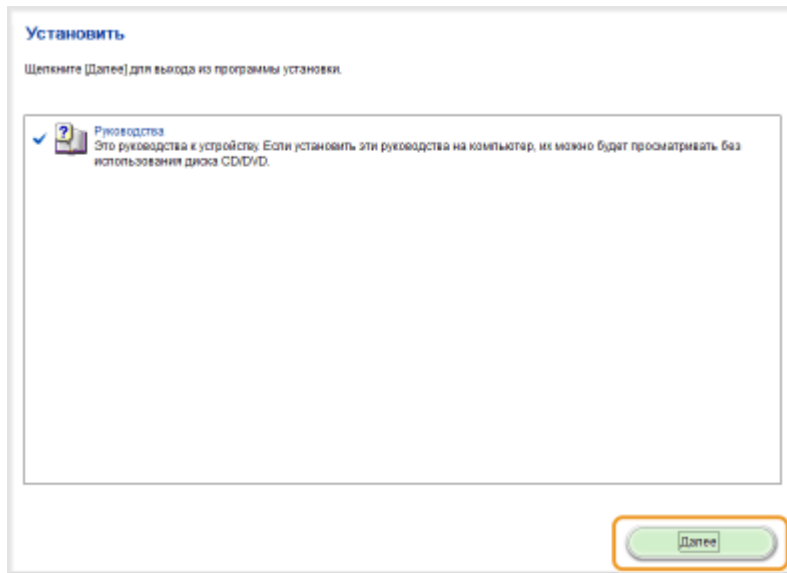 Установить
Щелкните [Далее] для выхода из программы установки.
Руководства
Это руководства к устройству. Если установить эти руководства на компьютер, их можно будет просматривать без
использования диска CD/DVD.
Далее